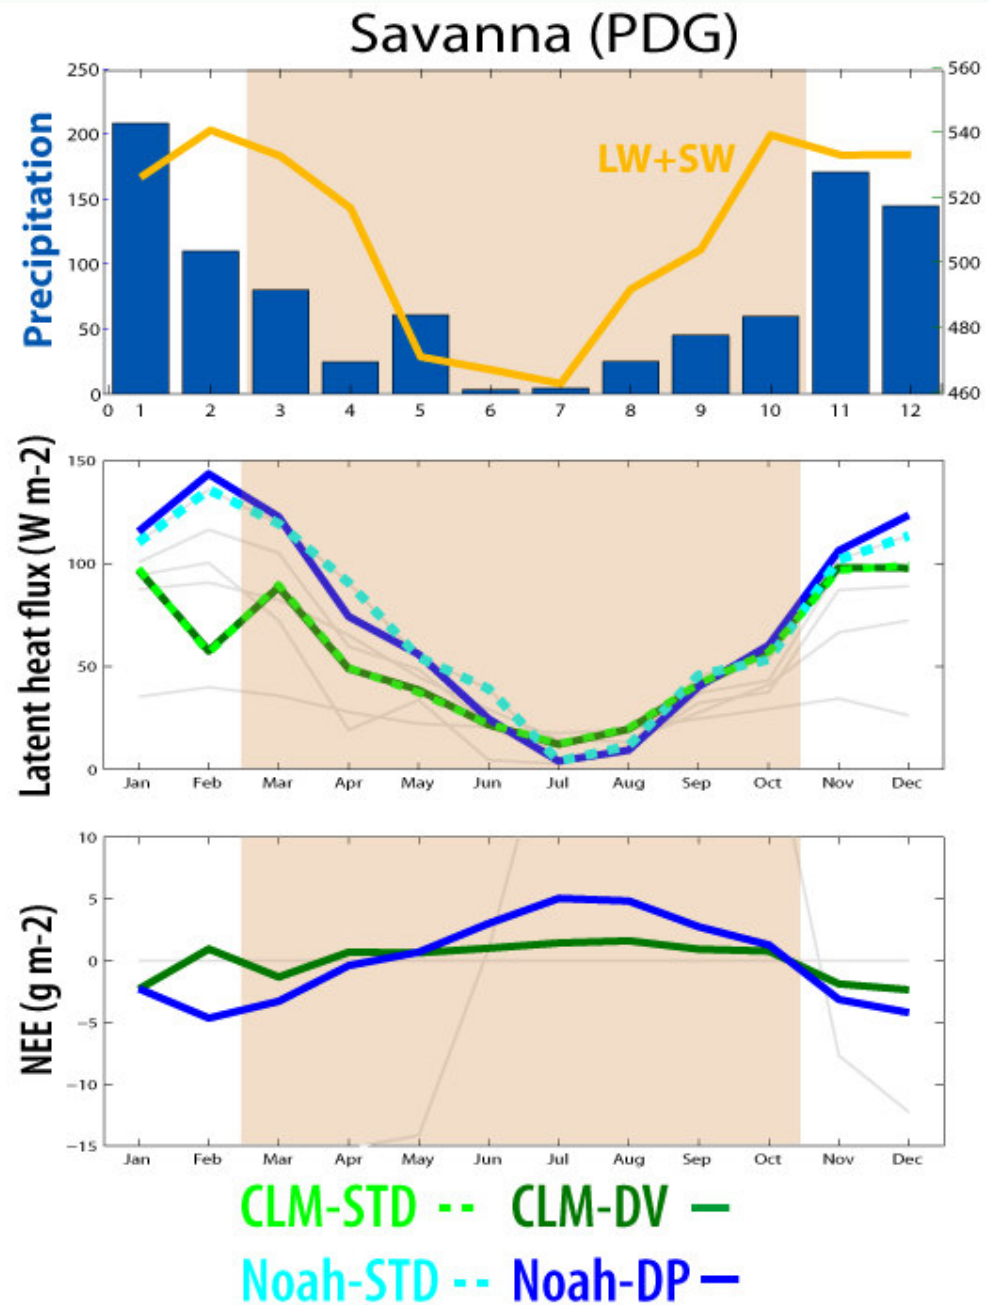 Savanna (PDG)
Precipitation
250
200
150
100
50
0
LW+SW
560
540
520
500
480
460
0 1 2 3 4 5 6 7 8 9 10 11 12
Latent heat flux (W m-2)
150
100
50
0
Jan Feb Mar Apr May Jun Jul Aug Sep Oct Nov Dec
NEE (g m-2)
10
5
0
−5
−10
−15
Jan Feb Mar Apr May Jun Jul Aug Sep Oct Nov Dec
CLM-STD CLM-DV
Noah-STD Noah-DP